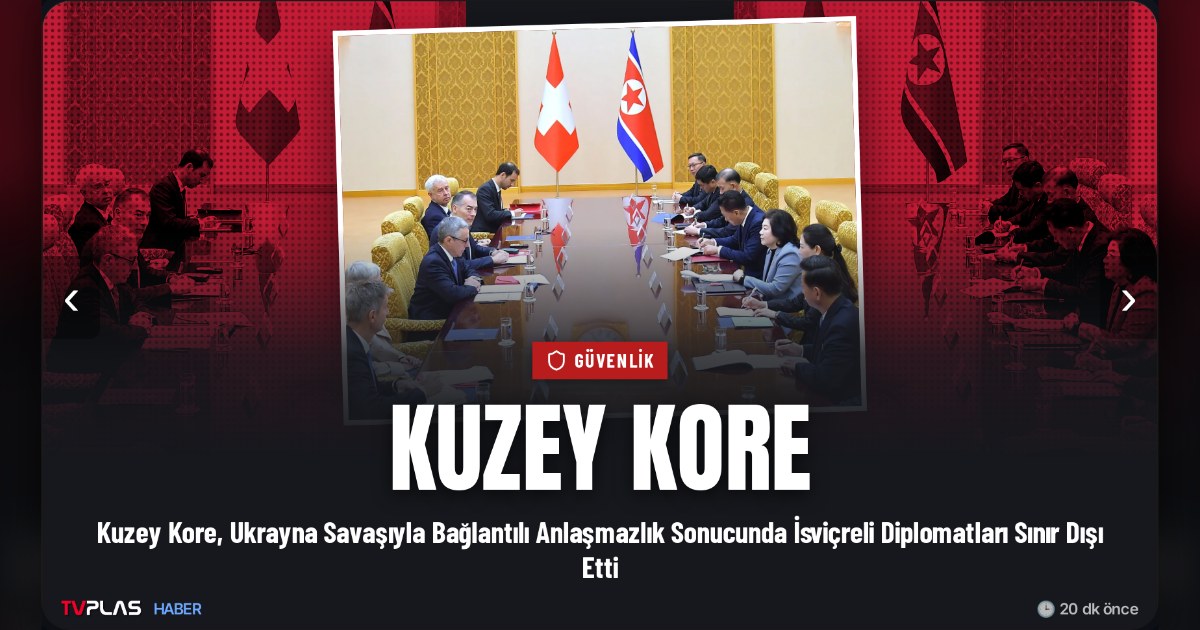 GÜVENLİK
KUZEY KORE
Kuzey Kore, Ukrayna Savaşıyla Bağlantılı Anlaşmazlık Sonucunda İsviçreli Diplomatları Sınır Dışı
Etti
TVPLAS HABER
20 dk önce